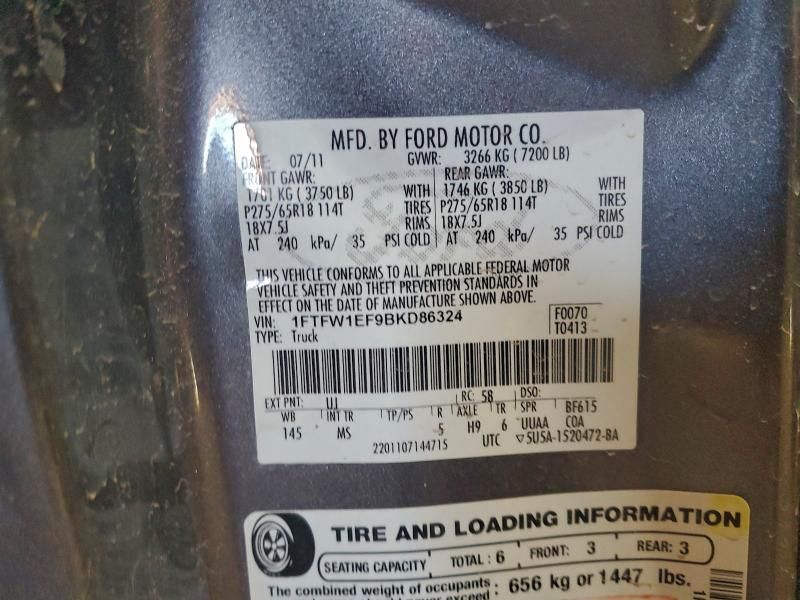 MFD. BY FORD MOTOR CO.
DATE: 07/11 GVWR: 3266 KG ( 7200 LB)
FRONT GAWR: REAR GAWR:
1701 KG ( 3750 LB) WITH 1746 KG ( 3850 LB) WITH
P275/65R18 114T TIRES P275/65R18 114T TIRES
18X7.5J RIMS 18X7.5J RIMS
AT 240 kPa/ 35 PSI COLD AT 240 kPa/ 35 PSI COLD
THIS VEHICLE CONFORMS TO ALL APPLICABLE FEDERAL MOTOR
VEHICLE SAFETY AND THEFT PREVENTION STANDARDS IN
EFFECT ON THE DATE OF MANUFACTURE SHOWN ABOVE.
VIN: 1FTFW1EF9BKD86324 F0070
TYPE: Truck T0413
EXT PNT: UJ RC: 58 DSO:
WB INT TR TP/PS R AXLE TR SPR BF615
145 MS 5 H9 6 UUAA COA
2201107144715 UTC ▽5U5A-1520472-BA
TIRE AND LOADING INFORMATION
SEATING CAPACITY TOTAL : 6 FRONT: 3 REAR: 3
The combined weight of occupants : 656 kg or 1447 lbs.